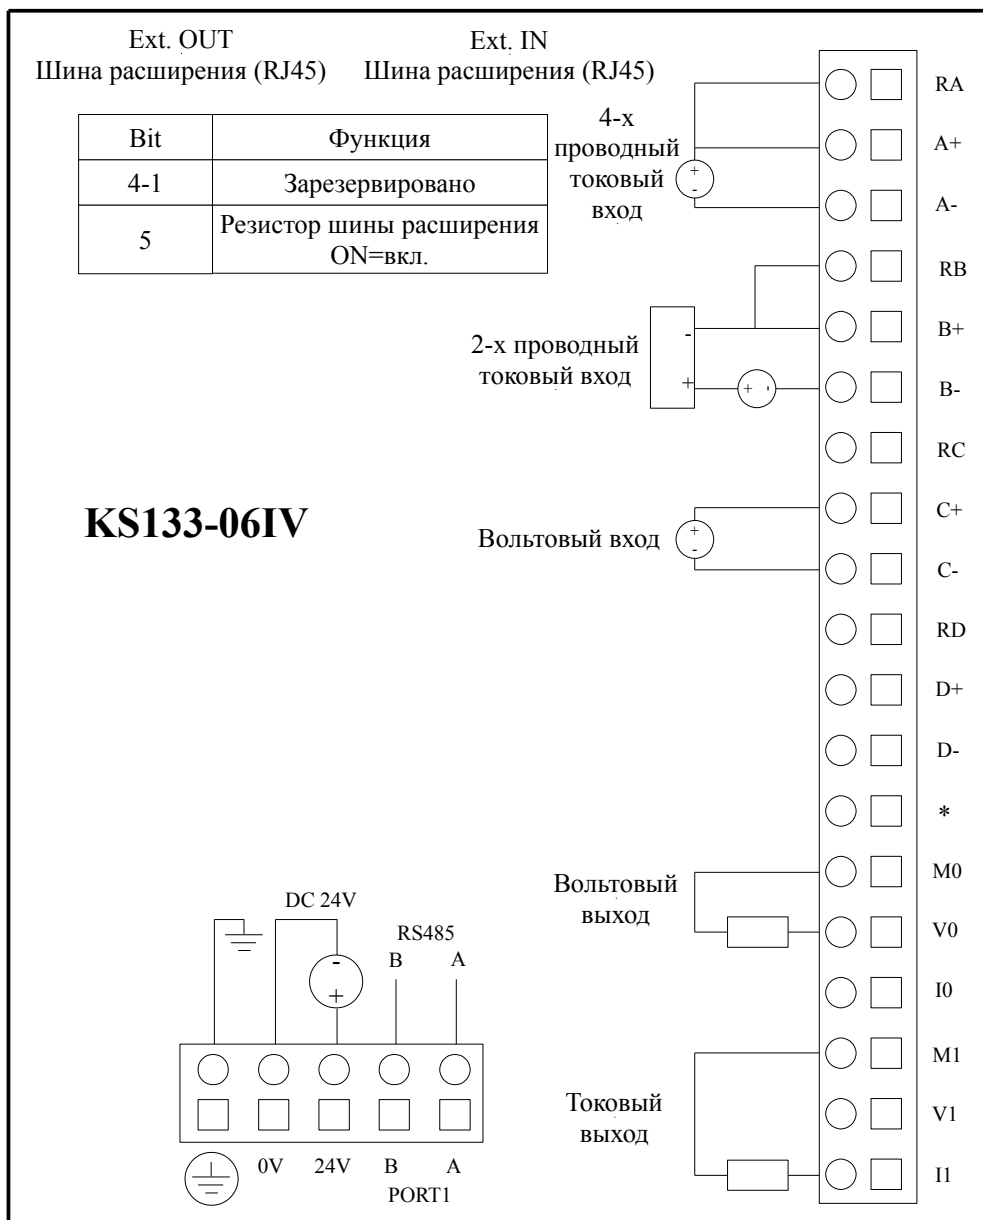 Ext. OUT
Шина расширения (RJ45)
Ext. IN
Шина расширения (RJ45)
Bit Функция
4-1 Зарезервировано
5 Резистор шины расширения
ON=вкл.
4-х
проводный
токовый
вход
+
-
2-х проводный
токовый вход
-
+
+ -
KS133-06IV
Вольтовый вход
+
-
Вольтовый
выход
Токовый
выход
RA
A+
A-
RB
B+
B-
RC
C+
C-
RD
D+
D-
*
M0
V0
I0
M1
V1
I1
DC 24V
RS485
B A
-
+
0V 24V B A
PORT1